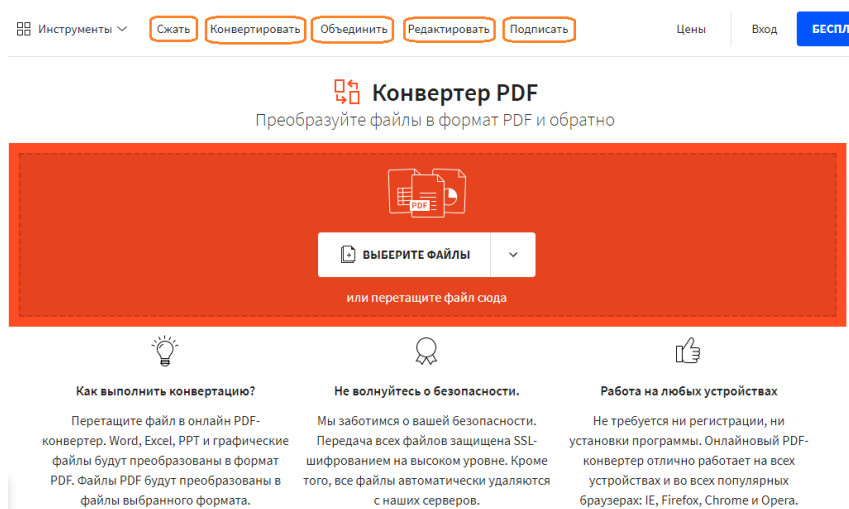 Инструменты
Сжать
Конвертировать
Объединить
Редактировать
Подписать
Цены
Вход
Конвертер PDF
Преобразуйте файлы в формат PDF и обратно
PDF
ВЫБЕРИТЕ ФАЙЛЫ
или перетащите файл сюда
Как выполнить конвертацию?
Перетащите файл в онлайн PDF-
конвертер. Word, Excel, PPT и графические
файлы будут преобразованы в формат
PDF. Файлы PDF будут преобразованы в
файлы выбранного формата.
Не волнуйтесь о безопасности.
Мы заботимся о вашей безопасности.
Передача всех файлов защищена SSL-
шифрованием на высоком уровне. Кроме
того, все файлы автоматически удаляются
с наших серверов.
Работа на любых устройствах
Не требуется ни регистрации, ни
установки программы. Онлайновый PDF-
конвертер отлично работает на всех
устройствах и во всех популярных
браузерах: IE, Firefox, Chrome и Opera.